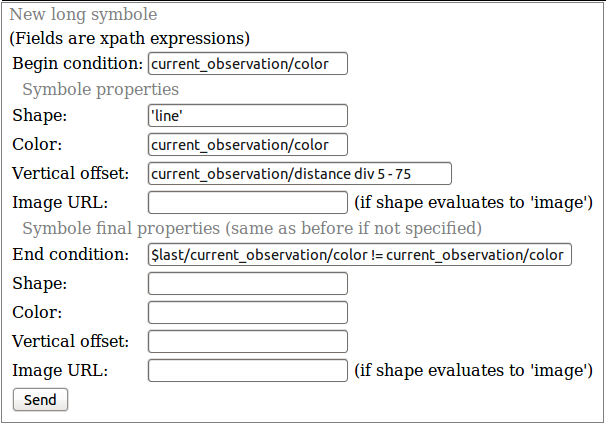 New long symbole
(Fields are xpath expressions)
Begin condition: current_observation/color
Symbole properties
Shape: 'line'
Color: current_observation/color
Vertical offset: current_observation/distance div 5 - 75
Image URL: (if shape evaluates to 'image')
Symbole final properties (same as before if not specified)
End condition: $last/current_observation/color != current_observation/color
Shape:
Color:
Vertical offset:
Image URL: (if shape evaluates to 'image')
Send